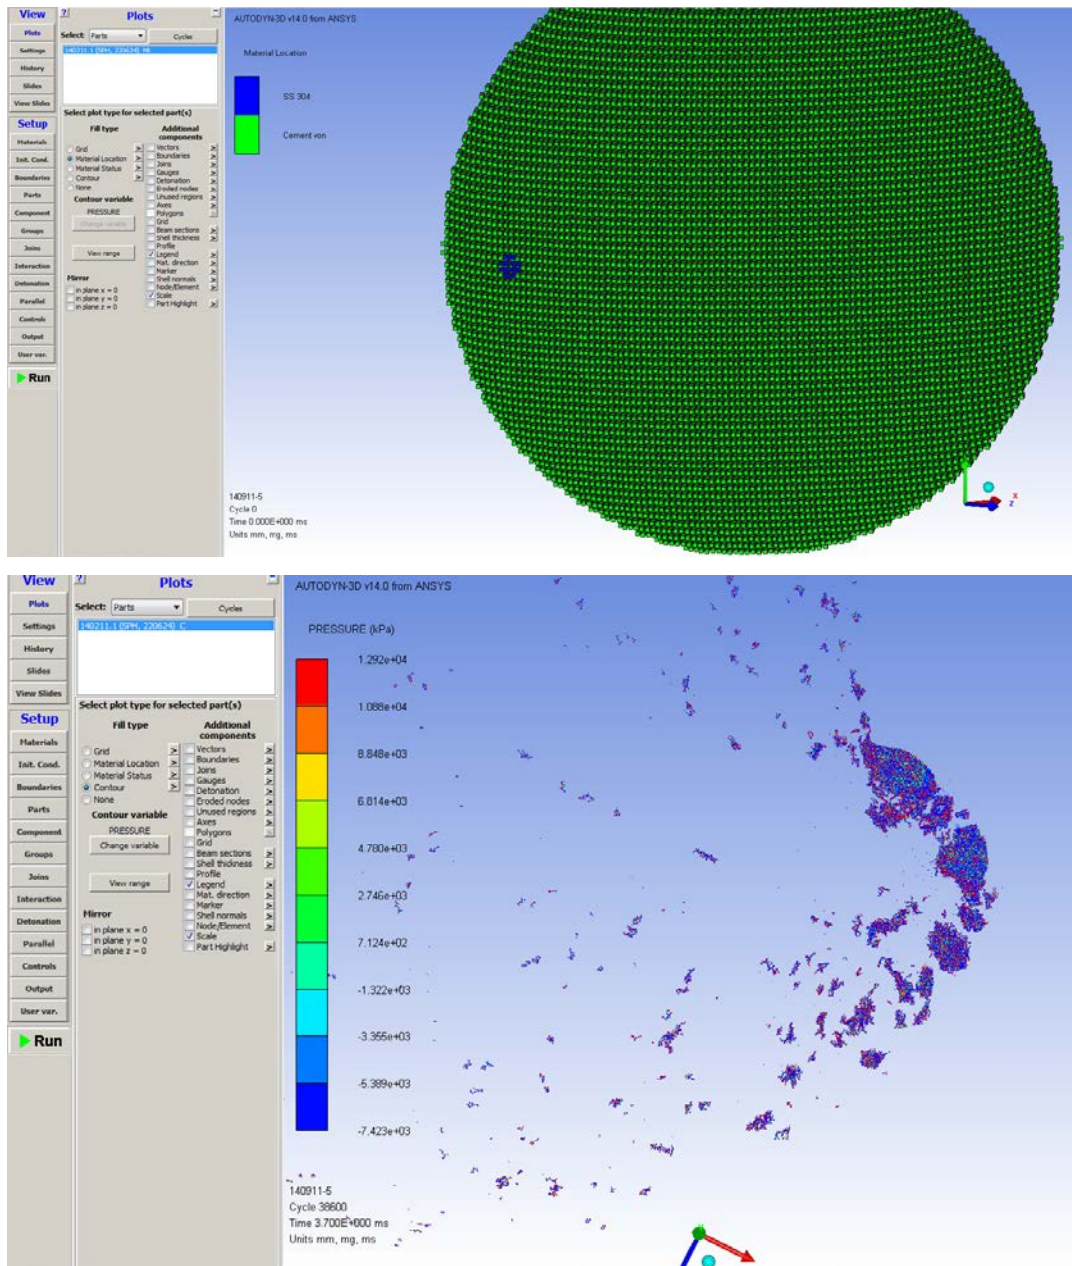 View
Plots
Settings
History
Slides
View Slides
Setup
Materials
Init. Cond.
Boundaries
Parts
Component
Groups
Joins
Interaction
Detonation
Parallel
Controls
Output
User var.
Run
?
Plots
Select: Parts
Cycles
140211.1 (SPH, 220624) M
Select plot type for selected part(s)
Fill type
Grid >
Material Location >
Material Status >
Contour >
None
Contour variable
PRESSURE
Change variable
View range
Mirror
in plane x = 0
in plane y = 0
in plane z = 0
Additional
components
Vectors >
Boundaries >
Joins >
Gauges >
Detonation >
Eroded nodes >
Unused regions >
Axes >
Polygons
Grid
Beam sections >
Shell thickness >
Profile
Legend >
Mat. direction >
Marker >
Shell normals >
Node/Element >
Scale
Part Highlight >
AUTODYN-3D v14.0 from ANSYS
Material Location
SS 304
Cement von
140911-5
Cycle 0
Time 0.000E+000 ms
Units mm, mg, ms
X
Z
View
Plots
Settings
History
Slides
View Slides
Setup
Materials
Init. Cond.
Boundaries
Parts
Component
Groups
Joins
Interaction
Detonation
Parallel
Controls
Output
User var.
Run
?
Plots
Select: Parts
Cycles
140211.1 (SPH, 220624) C
Select plot type for selected part(s)
Fill type
Grid >
Material Location >
Material Status >
Contour >
None
Contour variable
PRESSURE
Change variable
View range
Mirror
in plane x = 0
in plane y = 0
in plane z = 0
Additional
components
Vectors >
Boundaries >
Joins >
Gauges >
Detonation >
Eroded nodes >
Unused regions >
Axes >
Polygons
Grid
Beam sections >
Shell thickness >
Profile
Legend >
Mat. direction >
Marker >
Shell normals >
Node/Element >
Scale
Part Highlight >
AUTODYN-3D v14.0 from ANSYS
PRESSURE (kPa)
1.292e+04
1.088e+04
8.848e+03
6.814e+03
4.780e+03
2.746e+03
7.124e+02
-1.322e+03
-3.355e+03
-5.389e+03
-7.423e+03
140911-5
Cycle 38600
Time 3.700E+000 ms
Units mm, mg, ms